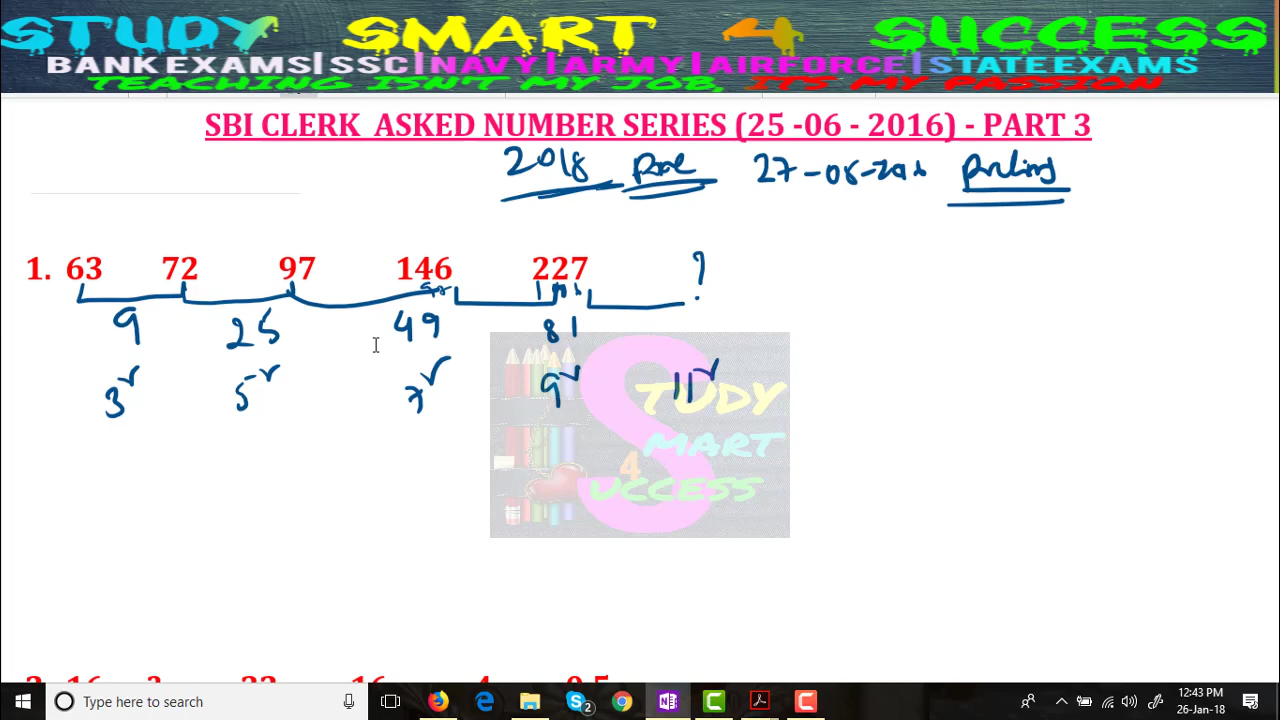 STUDY SMART 4 SUCCESS
BANK EXAMS|SSC|NAVY|ARMY|AIRFORCE|STATE EXAMS
TEACHING ISN'T MY JOB, IT'S MY PASSION
SBI CLERK ASKED NUMBER SERIES (25 -06 - 2016) - PART 3
2018 Pre
1. 63 72 97 146 227 ?
9 25 49 81
3² 5² 7² 9² 11²
STUDY
SMART
4
SUCCESS
Type here to search
12:43 PM
26-Jan-18